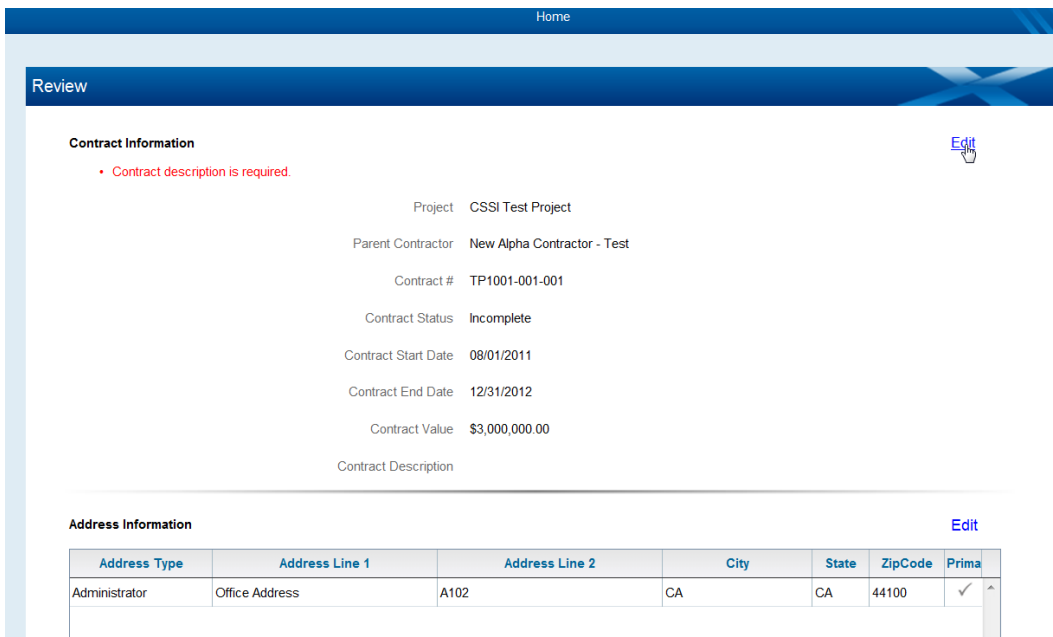 Home
Review
Contract Information Edit
• Contract description is required.
Project CSSI Test Project
Parent Contractor New Alpha Contractor - Test
Contract # TP1001-001-001
Contract Status Incomplete
Contract Start Date 08/01/2011
Contract End Date 12/31/2012
Contract Value $3,000,000.00
Contract Description
Address Information Edit
Address Type Address Line 1 Address Line 2 City State ZipCode Prima
Administrator Office Address A102 CA CA 44100